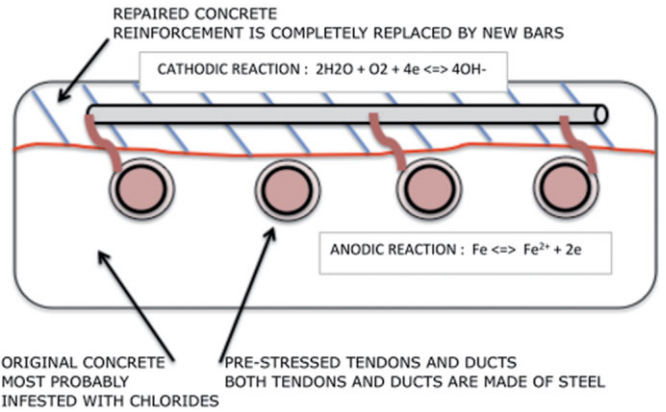 REPAIRED CONCRETE
REINFORCEMENT IS COMPLETELY REPLACED BY NEW BARS
CATHODIC REACTION : 2H2O + O2 + 4e <=> 4OH-
ANODIC REACTION : Fe <=> Fe²⁺ + 2e
ORIGINAL CONCRETE
MOST PROBABLY
INFESTED WITH CHLORIDES
PRE-STRESSED TENDONS AND DUCTS
BOTH TENDONS AND DUCTS ARE MADE OF STEEL